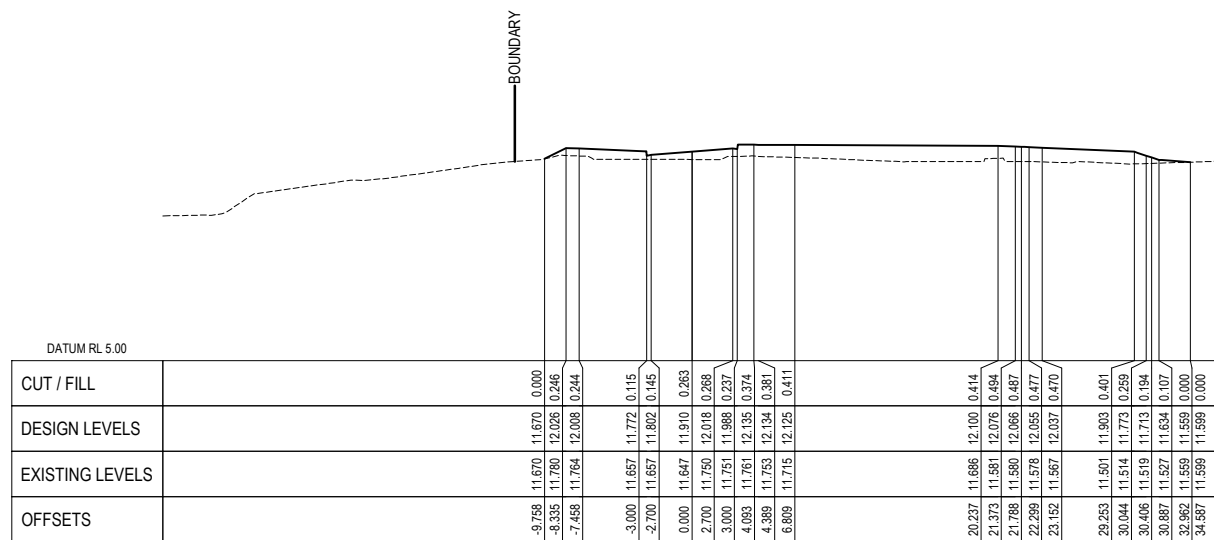 BOUNDARY
DATUM RL 5.00
CUT / FILL 0.000 0.246 0.244 0.115 0.145 0.263 0.268 0.237 0.374 0.381 0.411 0.414 0.494 0.487 0.477 0.470 0.401 0.259 0.194 0.107 0.000 0.000
DESIGN LEVELS 11.670 12.026 12.008 11.772 11.802 11.910 12.018 11.988 12.135 12.134 12.125 12.100 12.076 12.066 12.055 12.037 11.903 11.773 11.713 11.634 11.559 11.599
EXISTING LEVELS 11.670 11.780 11.764 11.657 11.657 11.647 11.750 11.751 11.761 11.753 11.715 11.686 11.581 11.580 11.578 11.567 11.501 11.514 11.519 11.527 11.559 11.599
OFFSETS -9.758 -8.335 -7.458 -3.000 -2.700 0.000 2.700 3.000 4.093 4.389 6.809 20.237 21.373 21.788 22.299 23.152 29.253 30.044 30.406 30.887 32.962 34.587